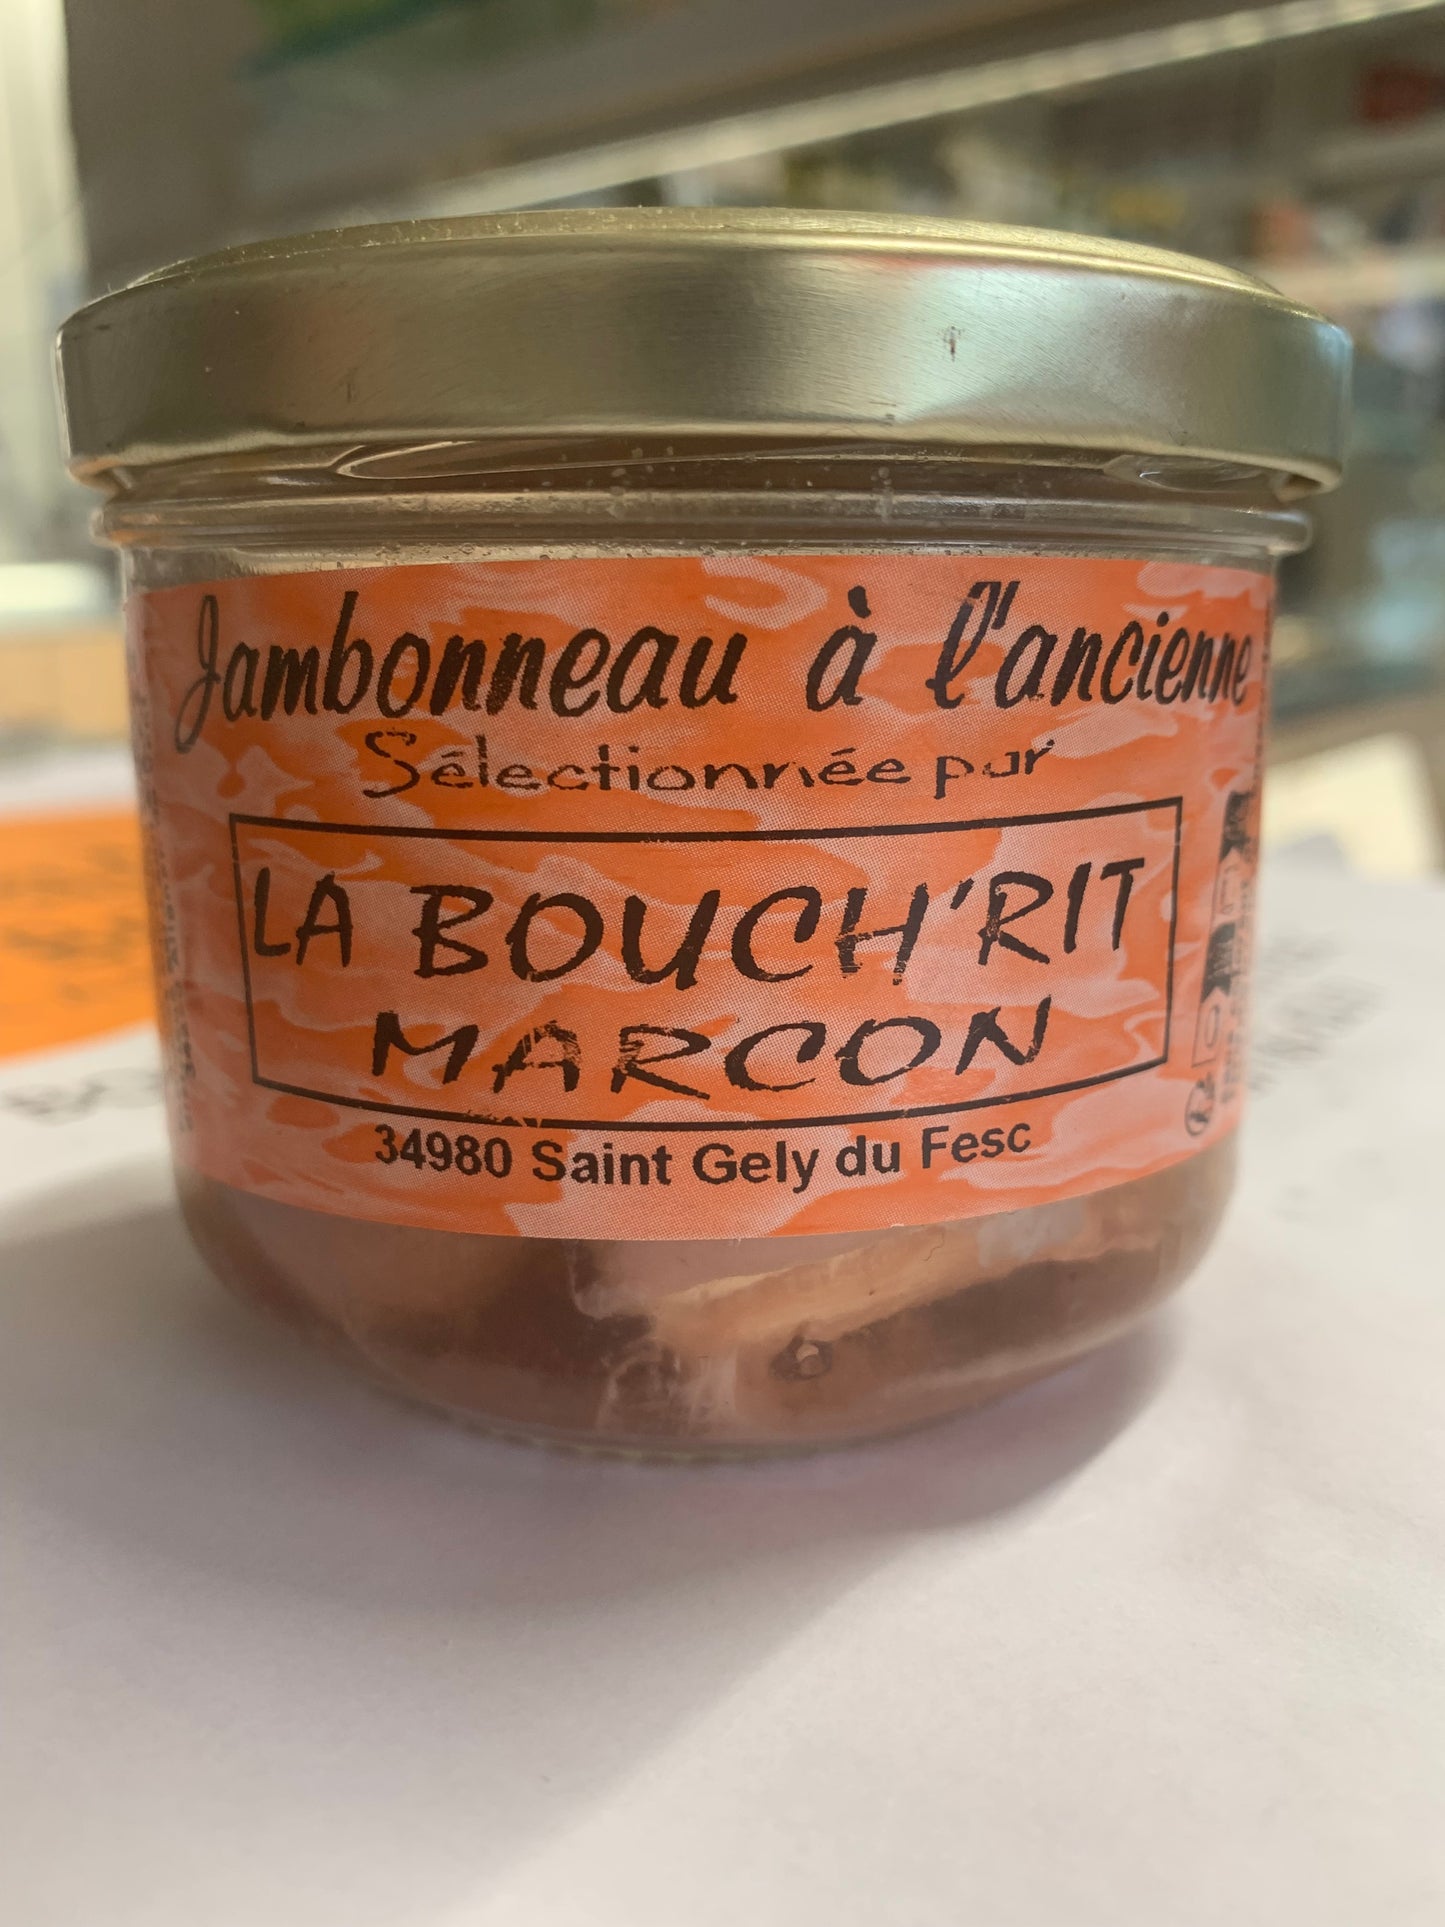 Jambonneau à l'ancienne
Sélectionnée par
LA BOUCH'RIT
MARCON
34980 Saint Gely du Fesc